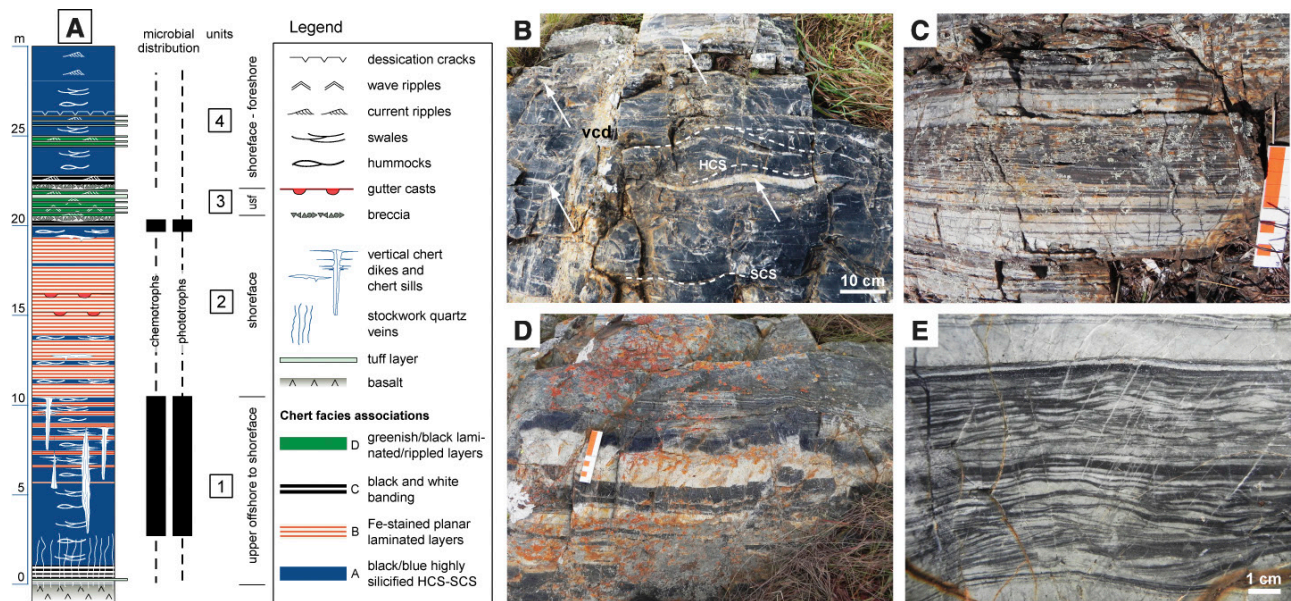 A
microbial
distribution
units
m
25
20
15
10
5
0
chemotrophs
phototrophs
4
3
2
1
shoreface - foreshore
usf
shoreface
upper offshore to shoreface
Legend
dessication cracks
wave ripples
current ripples
swales
hummocks
gutter casts
breccia
vertical chert
dikes and
chert sills
stockwork quartz
veins
tuff layer
basalt
Chert facies associations
D greenish/black lami-
nated/rippled layers
C black and white
banding
B Fe-stained planar
laminated layers
A black/blue highly
silicified HCS-SCS
B
vcd
HCS
SCS
10 cm
C
D
E
1 cm